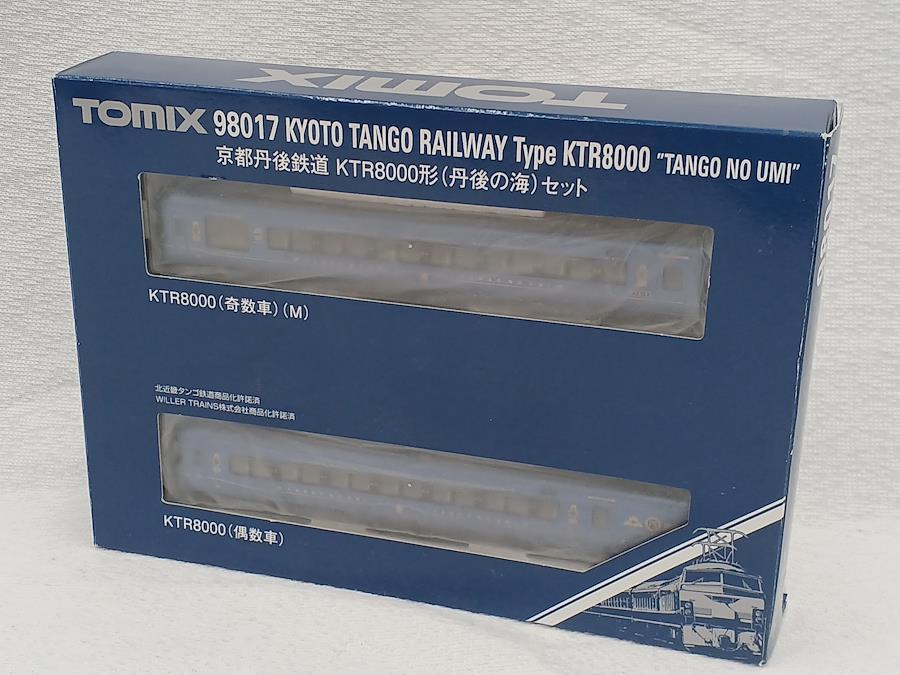 TOMIX
TOMIX 98017 KYOTO TANGO RAILWAY Type KTR8000 "TANGO NO UMI"
京都丹後鉄道 KTR8000形(丹後の海)セット
KTR8000(奇数車)(M)
北近畿タンゴ鉄道商品化許諾済
WILLER TRAINS株式会社商品化許諾済
KTR8000(偶数車)